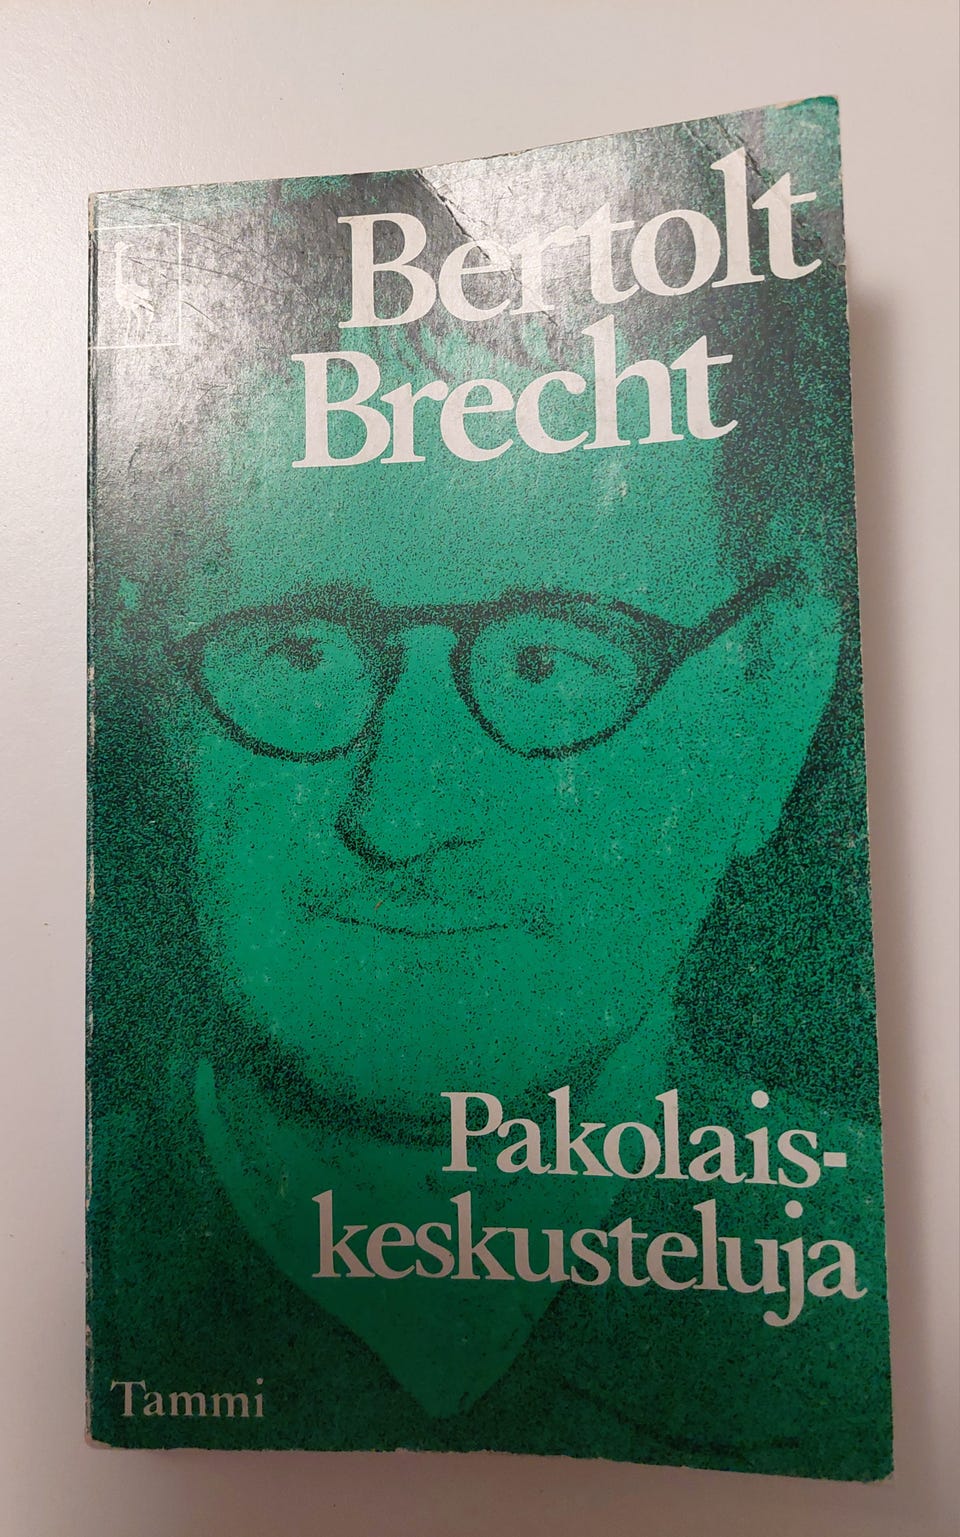 Bertolt
Brecht
Pakolais-
keskusteluja
Tammi